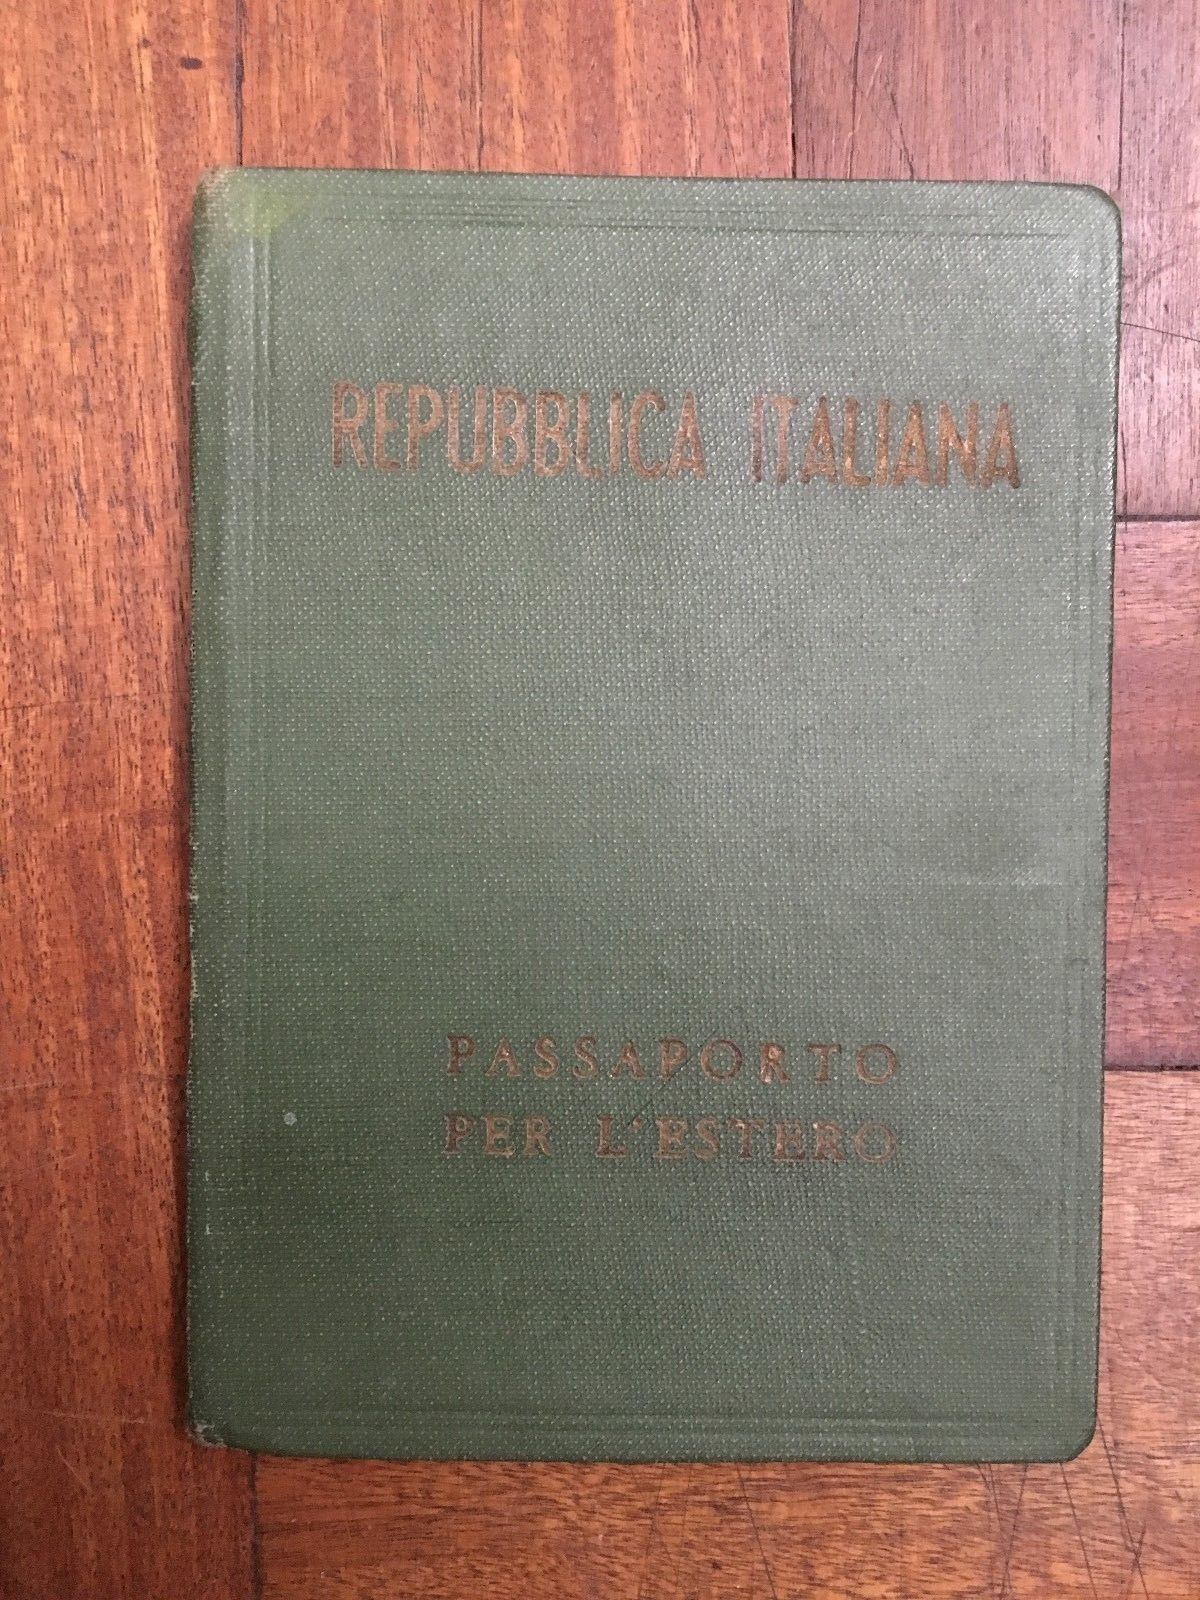 REPUBBLICA ITALIANA
PASSAPORTO
PER L'ESTERO